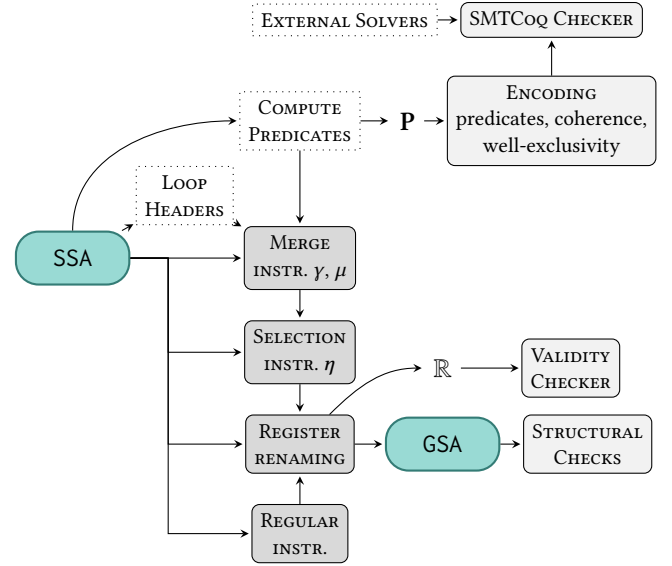 External Solvers
SMTCoq Checker
Compute
Predicates
P
Encoding
predicates, coherence,
well-exclusivity
Loop
Headers
SSA
Merge
instr. γ, μ
Selection
instr. η
ℝ
Validity
Checker
Register
renaming
GSA
Structural
Checks
Regular
instr.